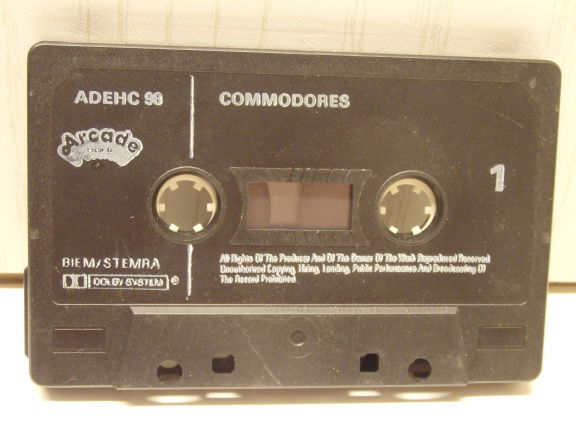 ADEHC 98
COMMODORES
Arcade
RECORDS
1
BIEM/STEMRA
All Rights Of The Producer And Of The Owner Of The Work Reproduced Reserved
Unauthorized Copying, Hiring, Lending, Public Performance And Broadcasting Of
The Record Prohibited
DOLBY SYSTEM ®